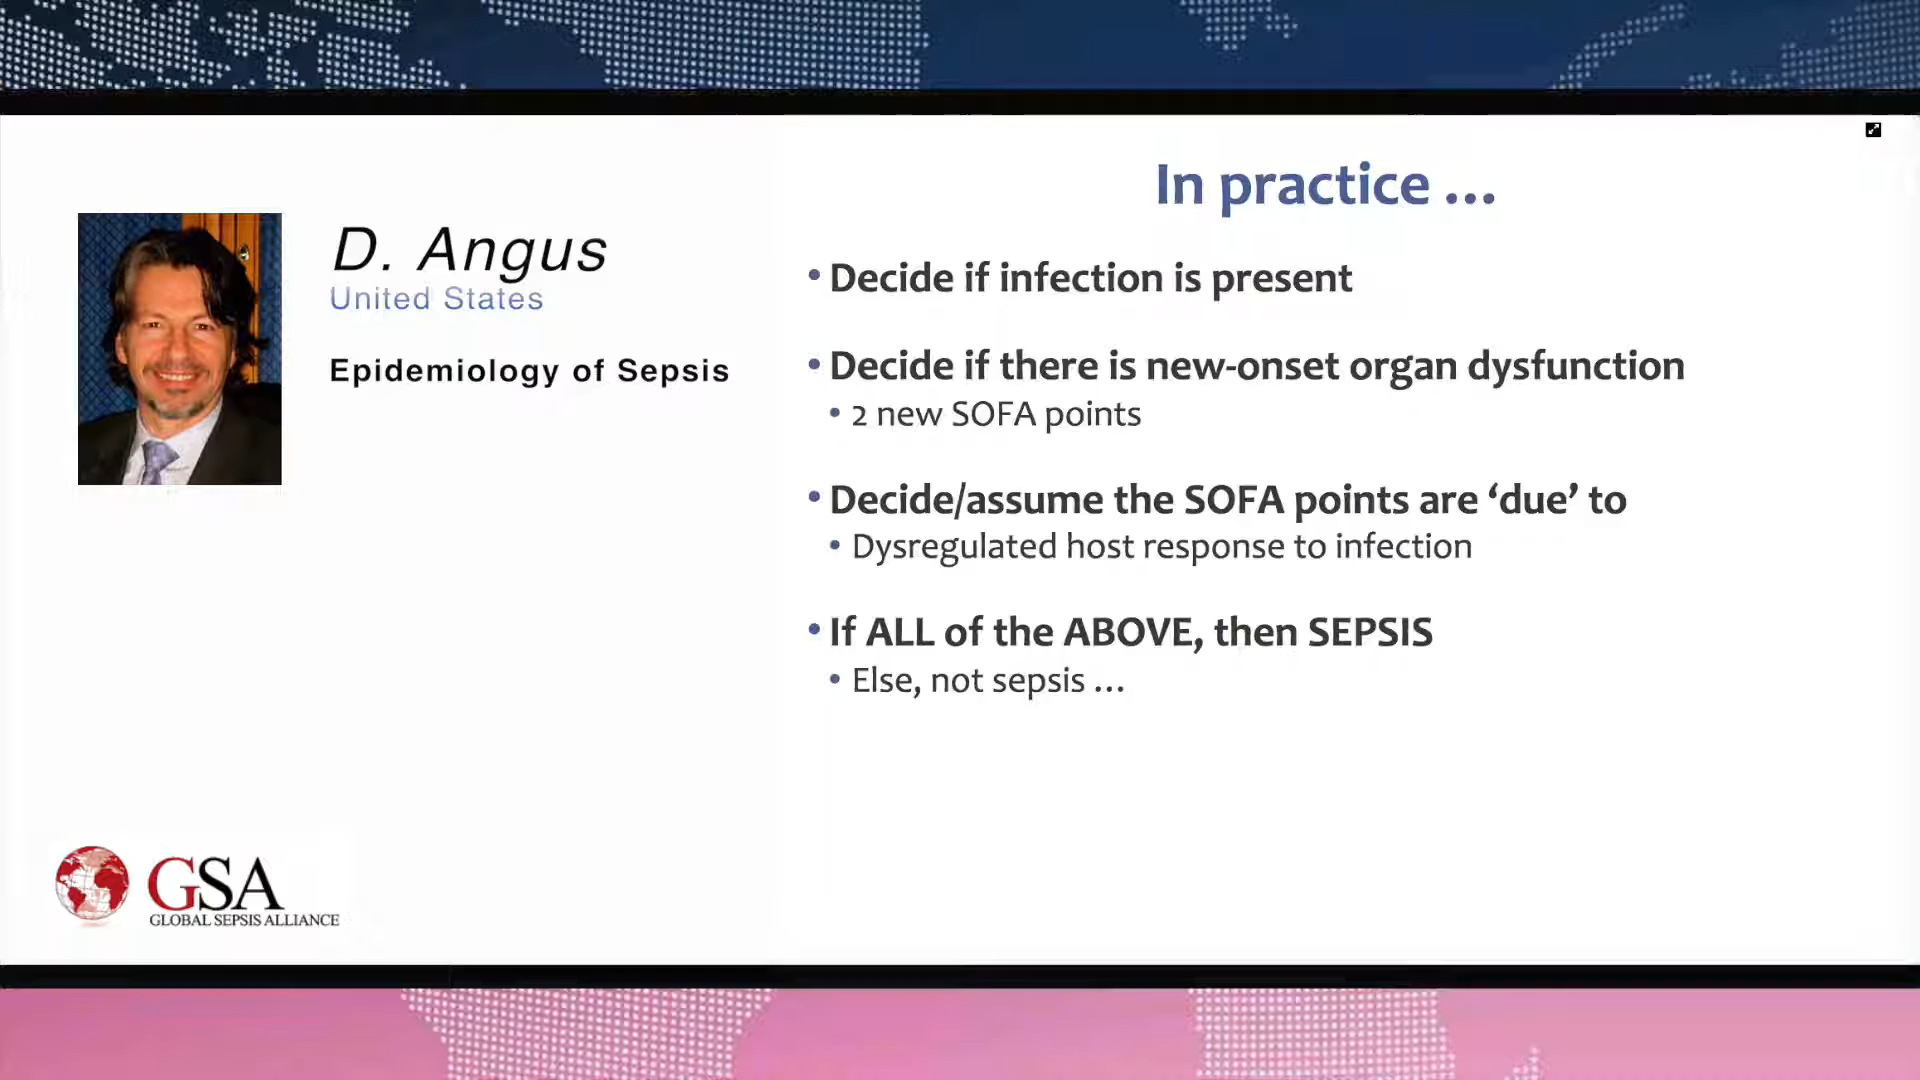 D. Angus
United States
Epidemiology of Sepsis
In practice ...
• Decide if infection is present
• Decide if there is new-onset organ dysfunction
• 2 new SOFA points
• Decide/assume the SOFA points are ‘due’ to
• Dysregulated host response to infection
• If ALL of the ABOVE, then SEPSIS
• Else, not sepsis ...
GSA
GLOBAL SEPSIS ALLIANCE